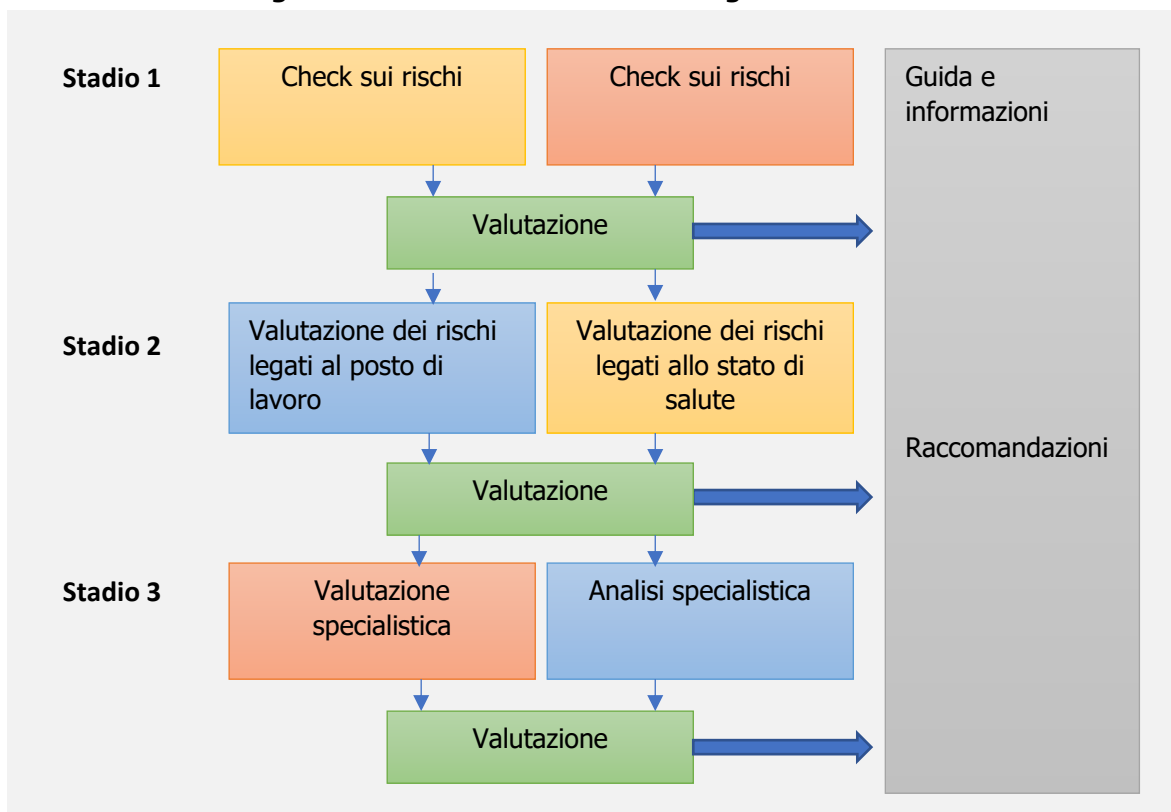 Stadio 1
Check sui rischi
Check sui rischi
Guida e
informazioni
Valutazione
Stadio 2
Valutazione dei rischi
legati al posto di
lavoro
Valutazione dei rischi
legati allo stato di
salute
Raccomandazioni
Valutazione
Stadio 3
Valutazione
specialistica
Analisi specialistica
Valutazione